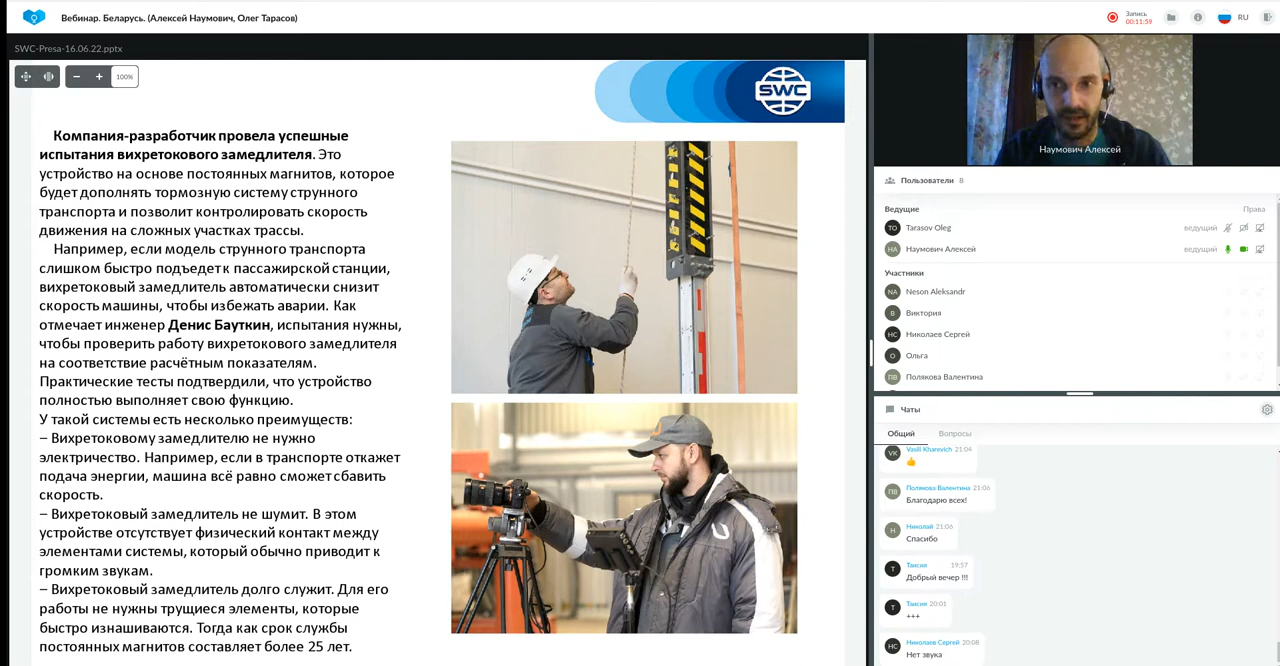 Вебинар. Беларусь. (Алексей Наумович, Олег Тарасов)
Запись
00:11:59
RU
SWC-Presa-16.06.22.pptx
100%
SWC
Компания-разработчик провела успешные
испытания вихретокового замедлителя. Это
устройство на основе постоянных магнитов, которое
будет дополнять тормозную систему струнного
транспорта и позволит контролировать скорость
движения на сложных участках трассы.
Например, если модель струнного транспорта
слишком быстро подъедет к пассажирской станции,
вихретоковый замедлитель автоматически снизит
скорость машины, чтобы избежать аварии. Как
отмечает инженер Денис Бауткин, испытания нужны,
чтобы проверить работу вихретокового замедлителя
на соответствие расчётным показателям.
Практические тесты подтвердили, что устройство
полностью выполняет свою функцию.
У такой системы есть несколько преимуществ:
– Вихретоковому замедлителю не нужно
электричество. Например, если в транспорте откажет
подача энергии, машина всё равно сможет сбавить
скорость.
– Вихретоковый замедлитель не шумит. В этом
устройстве отсутствует физический контакт между
элементами системы, который обычно приводит к
громким звукам.
– Вихретоковый замедлитель долго служит. Для его
работы не нужны трущиеся элементы, которые
быстро изнашиваются. Тогда как срок службы
постоянных магнитов составляет более 25 лет.
Наумович Алексей
Пользователи 8
Ведущие Права
TO Tarasov Oleg ведущий
НА Наумович Алексей ведущий
Участники
NA Neson Aleksandr
В Виктория
НС Николаев Сергей
О Ольга
ПВ Полякова Валентина
Чаты
Общий Вопросы
VK Vasili Kharevich 21:04
ПВ Полякова Валентина 21:06
Благодарю всех!
Н Николай 21:06
Спасибо
Т Таисия 19:57
Добрый вечер !!!
Т Таисия 20:01
+++
НС Николаев Сергей 20:08
Нет звука